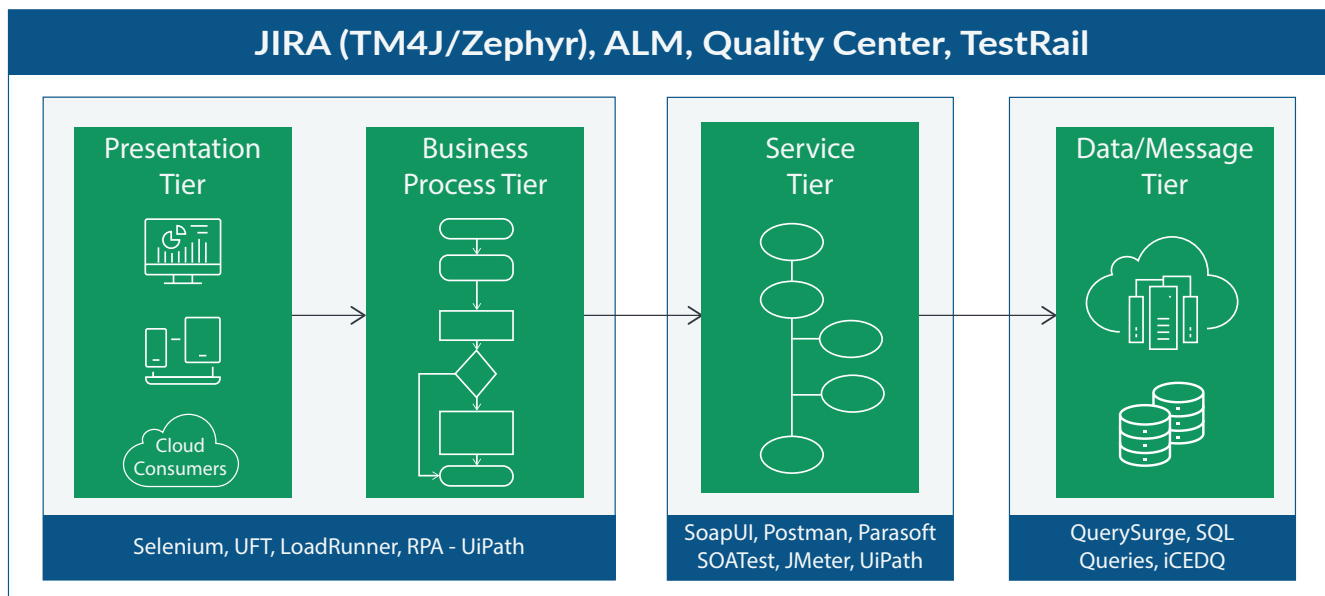 JIRA (TM4J/Zephyr), ALM, Quality Center, TestRail
Presentation
Tier
Cloud
Consumers
Business
Process Tier
Selenium, UFT, LoadRunner, RPA - UiPath
Service
Tier
SoapUI, Postman, Parasoft
SOATest, JMeter, UiPath
Data/Message
Tier
QuerySurge, SQL
Queries, iCEDQ